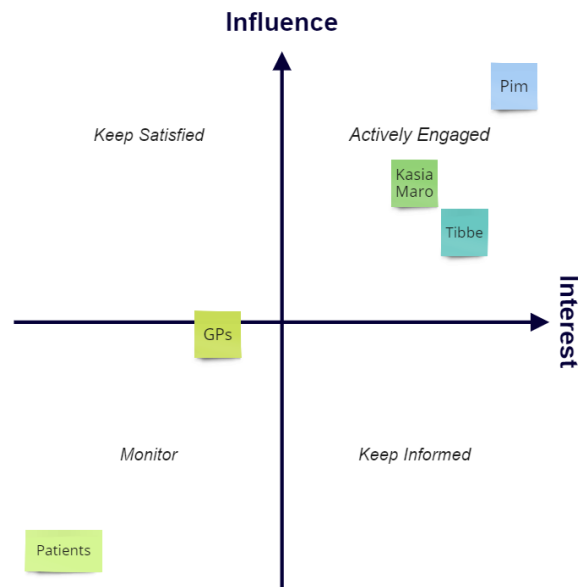 Influence
Pim
Keep Satisfied
Actively Engaged
Kasia
Maro
Tibbe
Interest
GPs
Monitor
Keep Informed
Patients